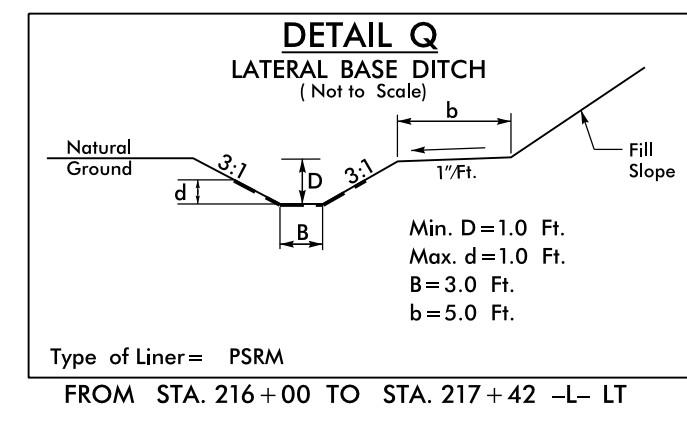 DETAIL Q
LATERAL BASE DITCH
( Not to Scale)
b
Natural
Ground
3:1
D
3:1
1"/Ft.
Fill
Slope
d
B
Min. D=1.0 Ft.
Max. d=1.0 Ft.
B=3.0 Ft.
b=5.0 Ft.
Type of Liner= PSRM
FROM STA. 216+00 TO STA. 217+42 -L- LT